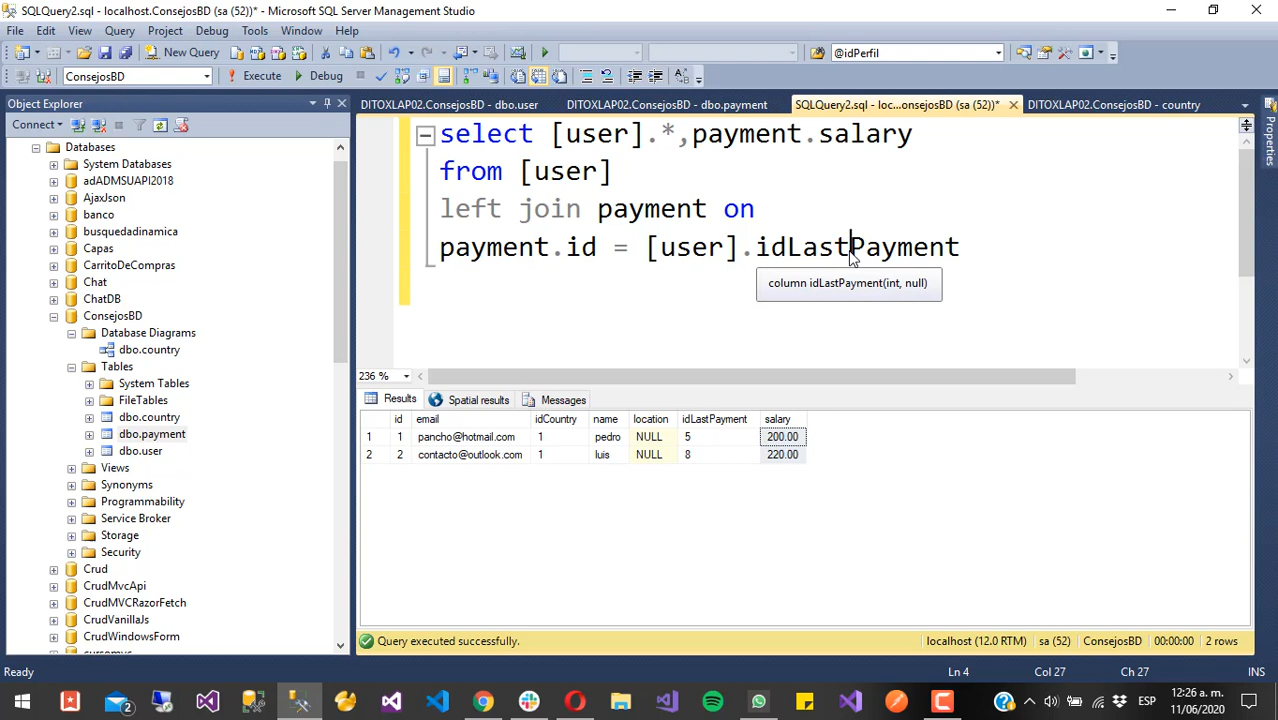 SQLQuery2.sql - localhost.ConsejosBD (sa (52))* - Microsoft SQL Server Management Studio
File Edit View Query Project Debug Tools Window Help
New Query @idPerfil
ConsejosBD Execute Debug
Object Explorer
DITOXLAP02.ConsejosBD - dbo.user DITOXLAP02.ConsejosBD - dbo.payment SQLQuery2.sql - loc...onsejosBD (sa (52))* DITOXLAP02.ConsejosBD - country
Properties
Connect
Databases
System Databases
adADMSUAPI2018
AjaxJson
banco
busquedadinamica
Capas
CarritoDeCompras
Chat
ChatDB
ConsejosBD
Database Diagrams
dbo.country
Tables
System Tables
FileTables
dbo.country
dbo.payment
dbo.user
Views
Synonyms
Programmability
Service Broker
Storage
Security
Crud
CrudMvcApi
CrudMVCRazorFetch
CrudVanillaJs
CrudWindowsForm
select [user].*,payment.salary
from [user]
left join payment on
payment.id = [user].idLastPayment
column idLastPayment(int, null)
236 %
Results Spatial results Messages
id email idCountry name location idLastPayment salary
1 1 pancho@hotmail.com 1 pedro NULL 5 200.00
2 2 contacto@outlook.com 1 luis NULL 8 220.00
Query executed successfully. localhost (12.0 RTM) sa (52) ConsejosBD 00:00:00 2 rows
Ready Ln 4 Col 27 Ch 27 INS
2 ESP 12:26 a. m.
11/06/2020